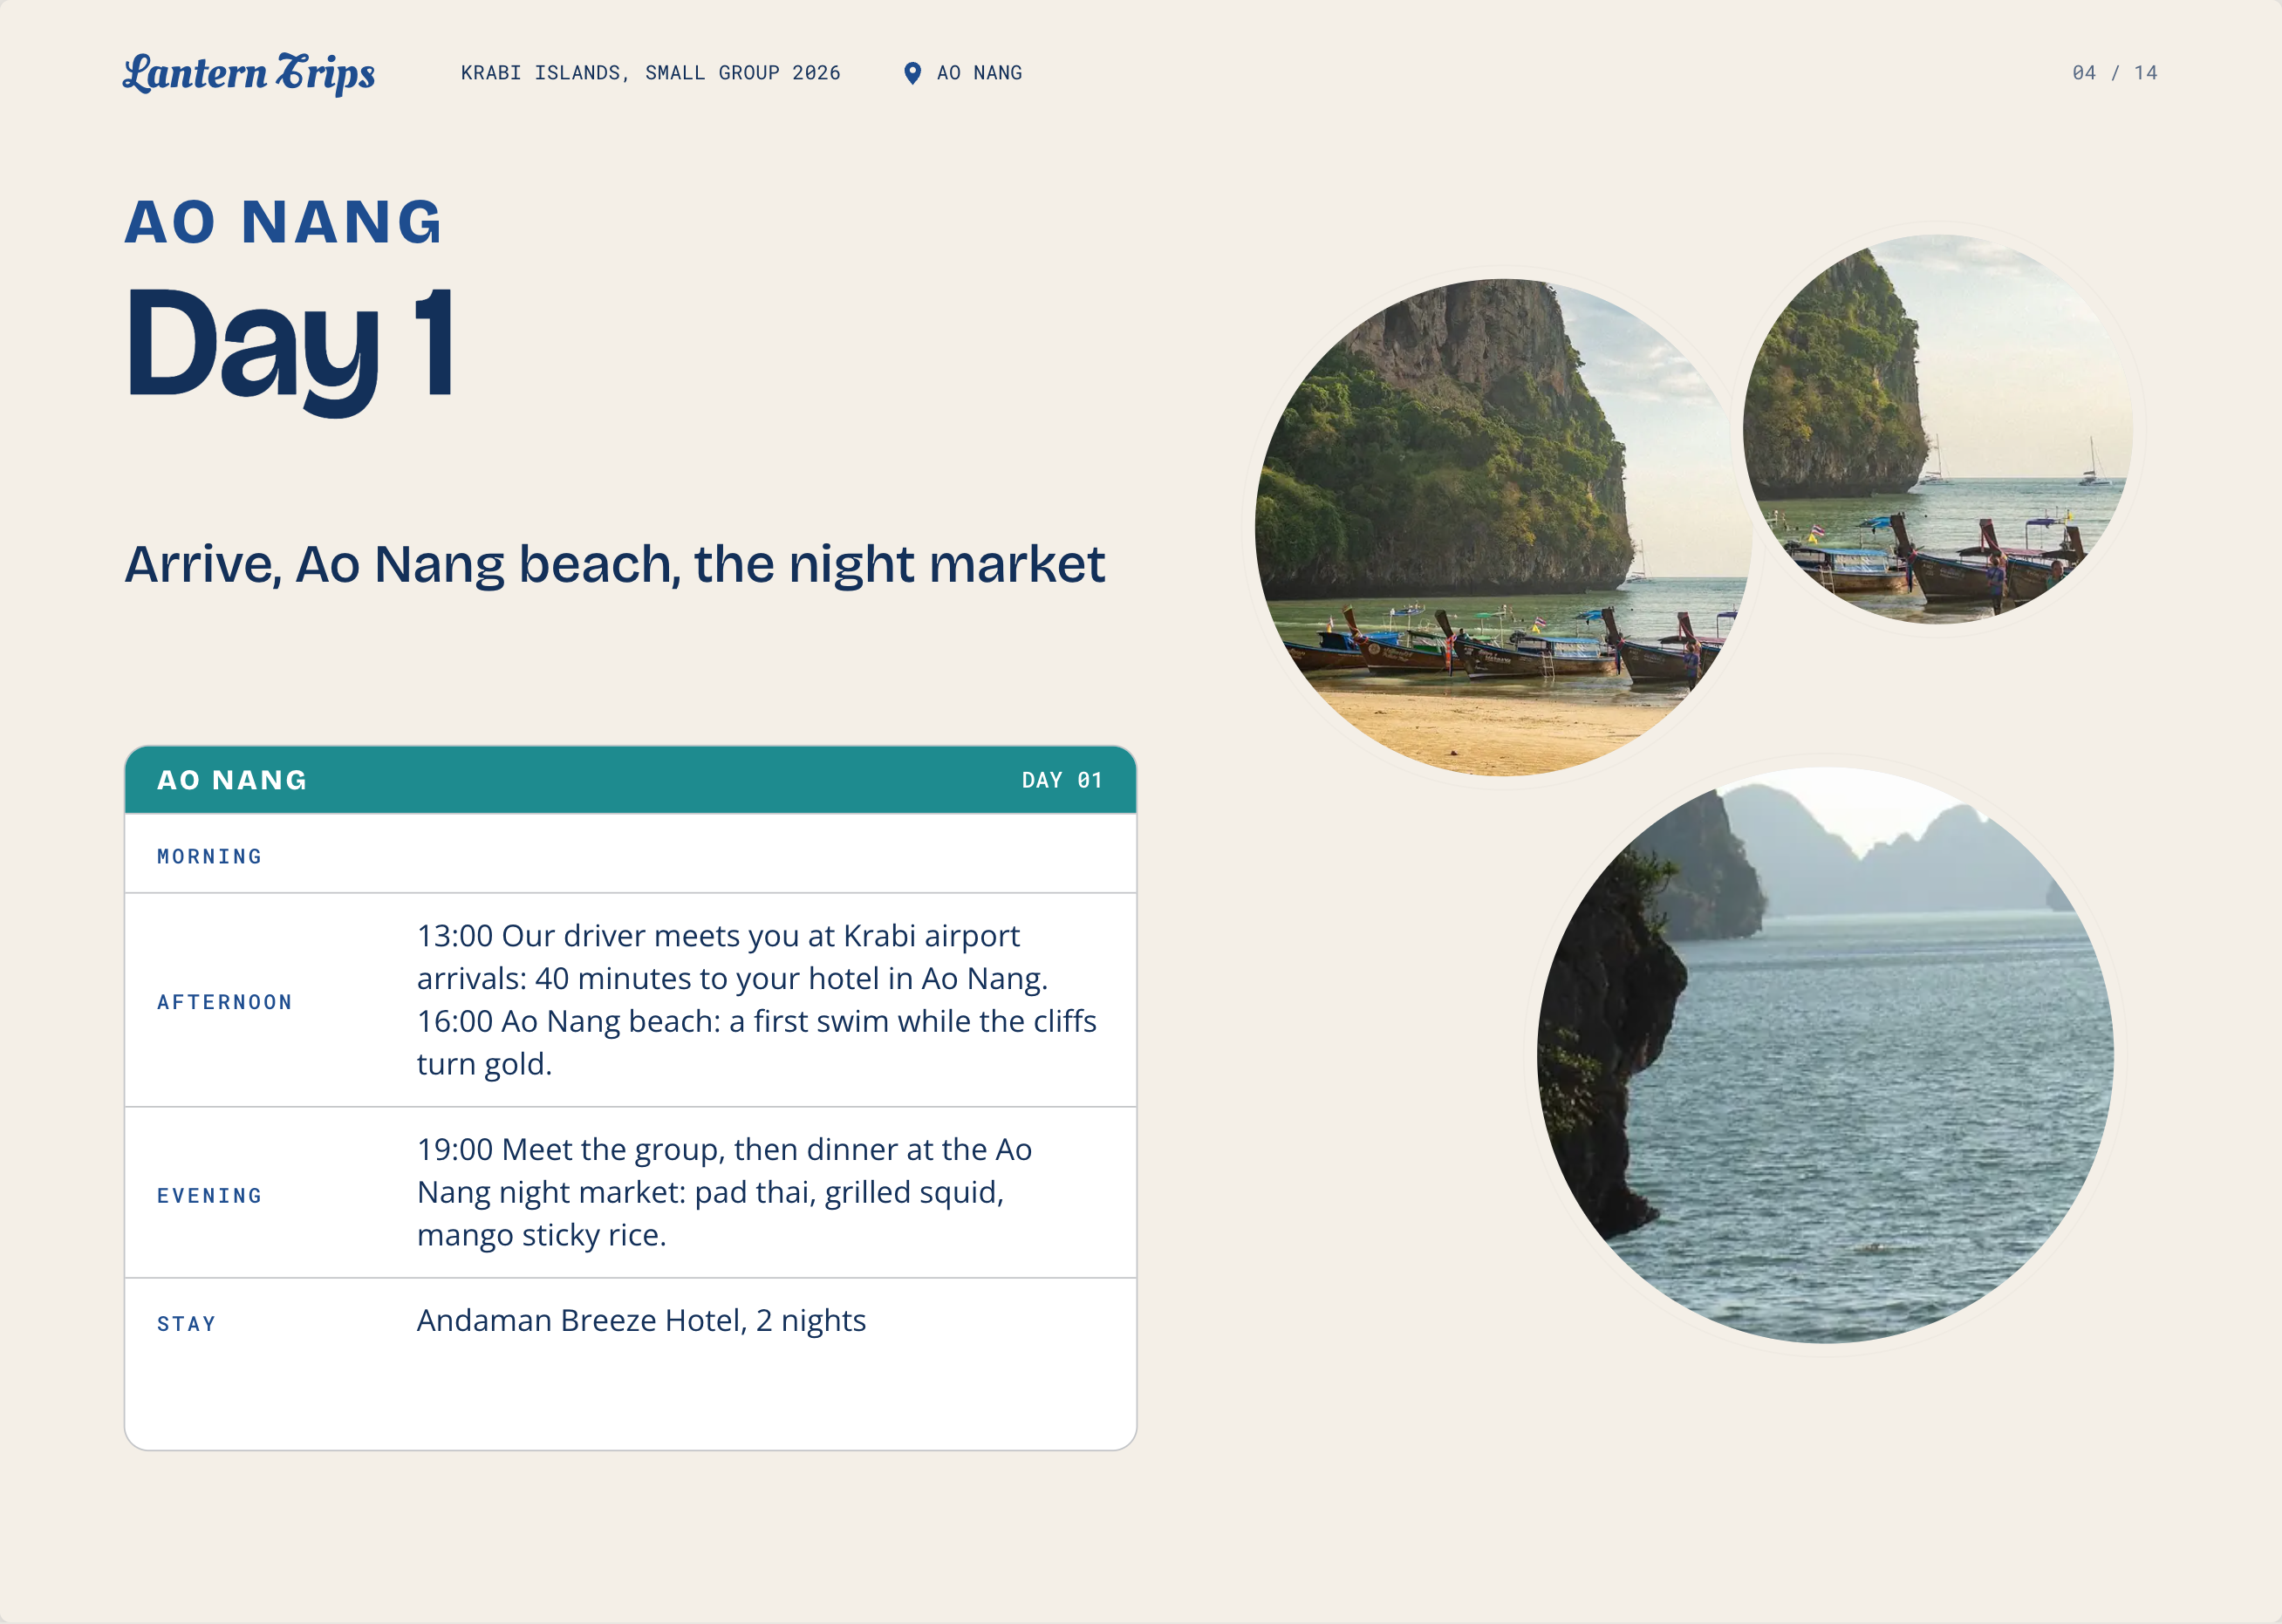 Lantern Trips
KRABI ISLANDS, SMALL GROUP 2026
AO NANG
04 / 14
AO NANG
Day 1
Arrive, Ao Nang beach, the night market
AO NANG
DAY 01
MORNING
AFTERNOON
13:00 Our driver meets you at Krabi airport
arrivals: 40 minutes to your hotel in Ao Nang.
16:00 Ao Nang beach: a first swim while the cliffs
turn gold.
EVENING
19:00 Meet the group, then dinner at the Ao
Nang night market: pad thai, grilled squid,
mango sticky rice.
STAY
Andaman Breeze Hotel, 2 nights